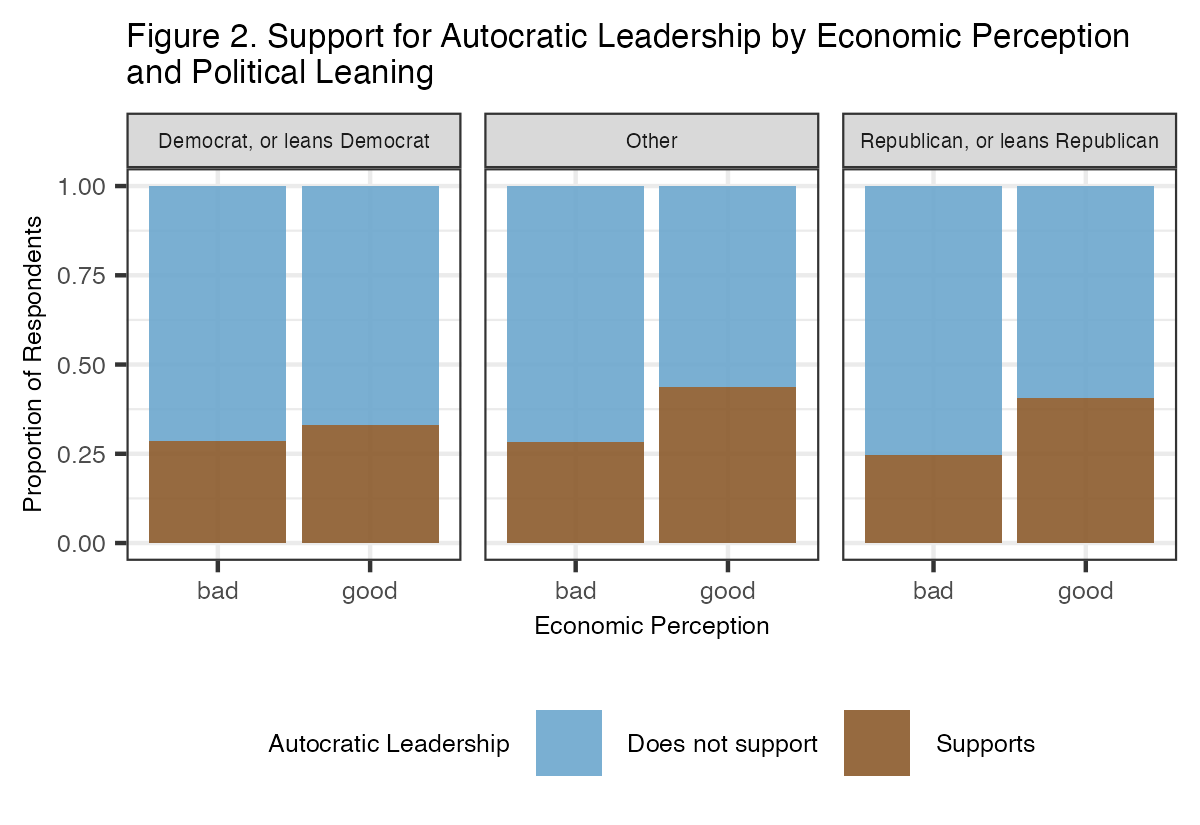 Figure 2. Support for Autocratic Leadership by Economic Perception
and Political Leaning
Democrat, or leans Democrat
Other
Republican, or leans Republican
Proportion of Respondents
1.00
0.75
0.50
0.25
0.00
bad
good
bad
good
bad
good
Economic Perception
Autocratic Leadership
Does not support
Supports